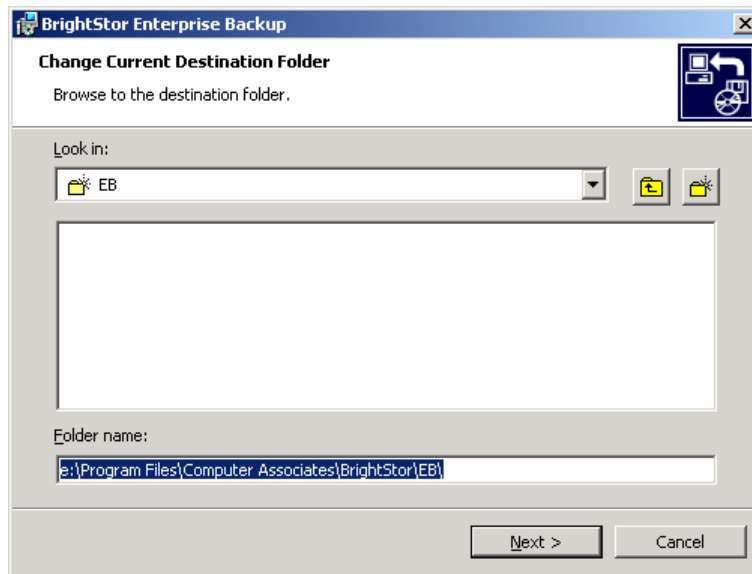 BrightStor Enterprise Backup
Change Current Destination Folder
Browse to the destination folder.
Look in:
EB
Folder name:
e:\Program Files\Computer Associates\BrightStor\EB\
Next >
Cancel